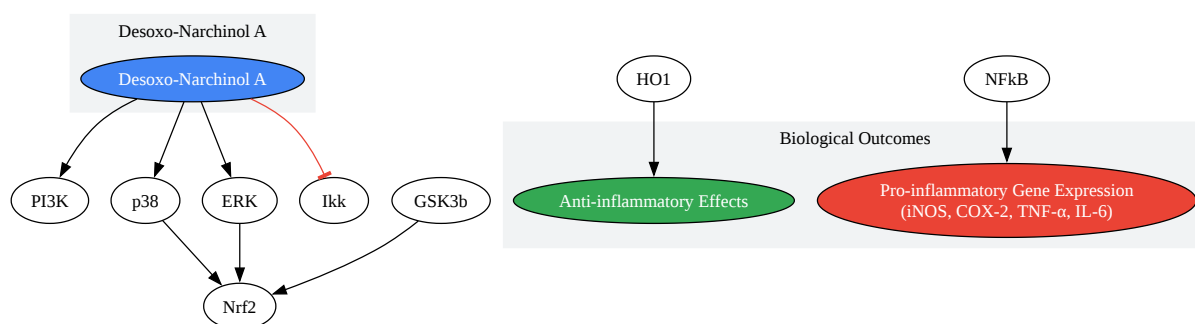 Desoxo-Narchinol A
Desoxo-Narchinol A
HO1
NFkB
Biological Outcomes
PI3K
p38
ERK
Ikk
GSK3b
Anti-inflammatory Effects
Pro-inflammatory Gene Expression
(iNOS, COX-2, TNF-α, IL-6)
Nrf2